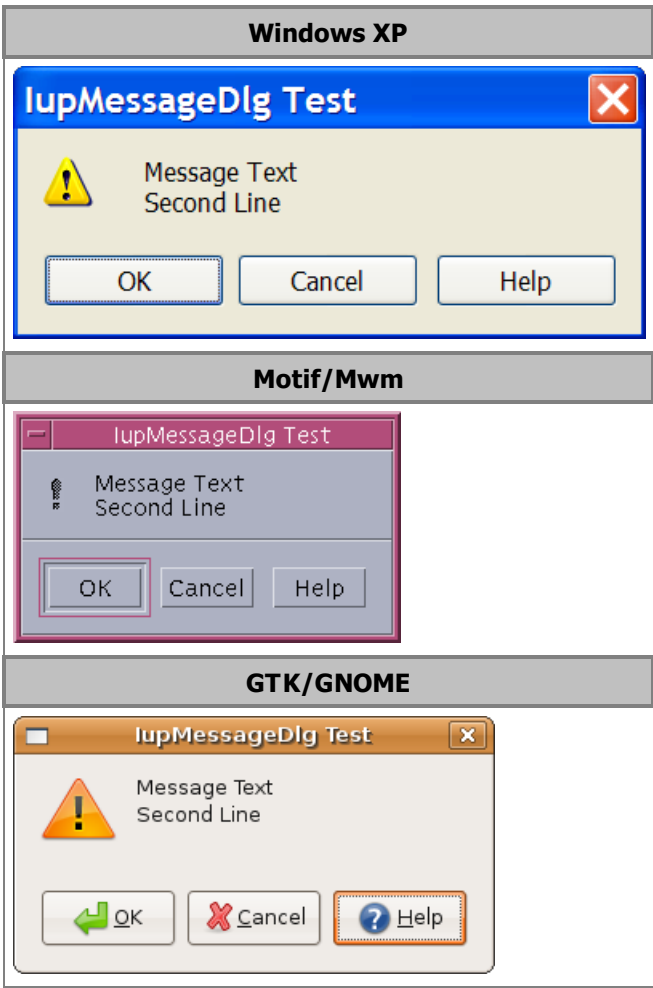 Windows XP
IupMessageDlg Test
Message Text
Second Line
OK Cancel Help
Motif/Mwm
IupMessageDlg Test
Message Text
Second Line
OK Cancel Help
GTK/GNOME
IupMessageDlg Test
Message Text
Second Line
OK Cancel Help